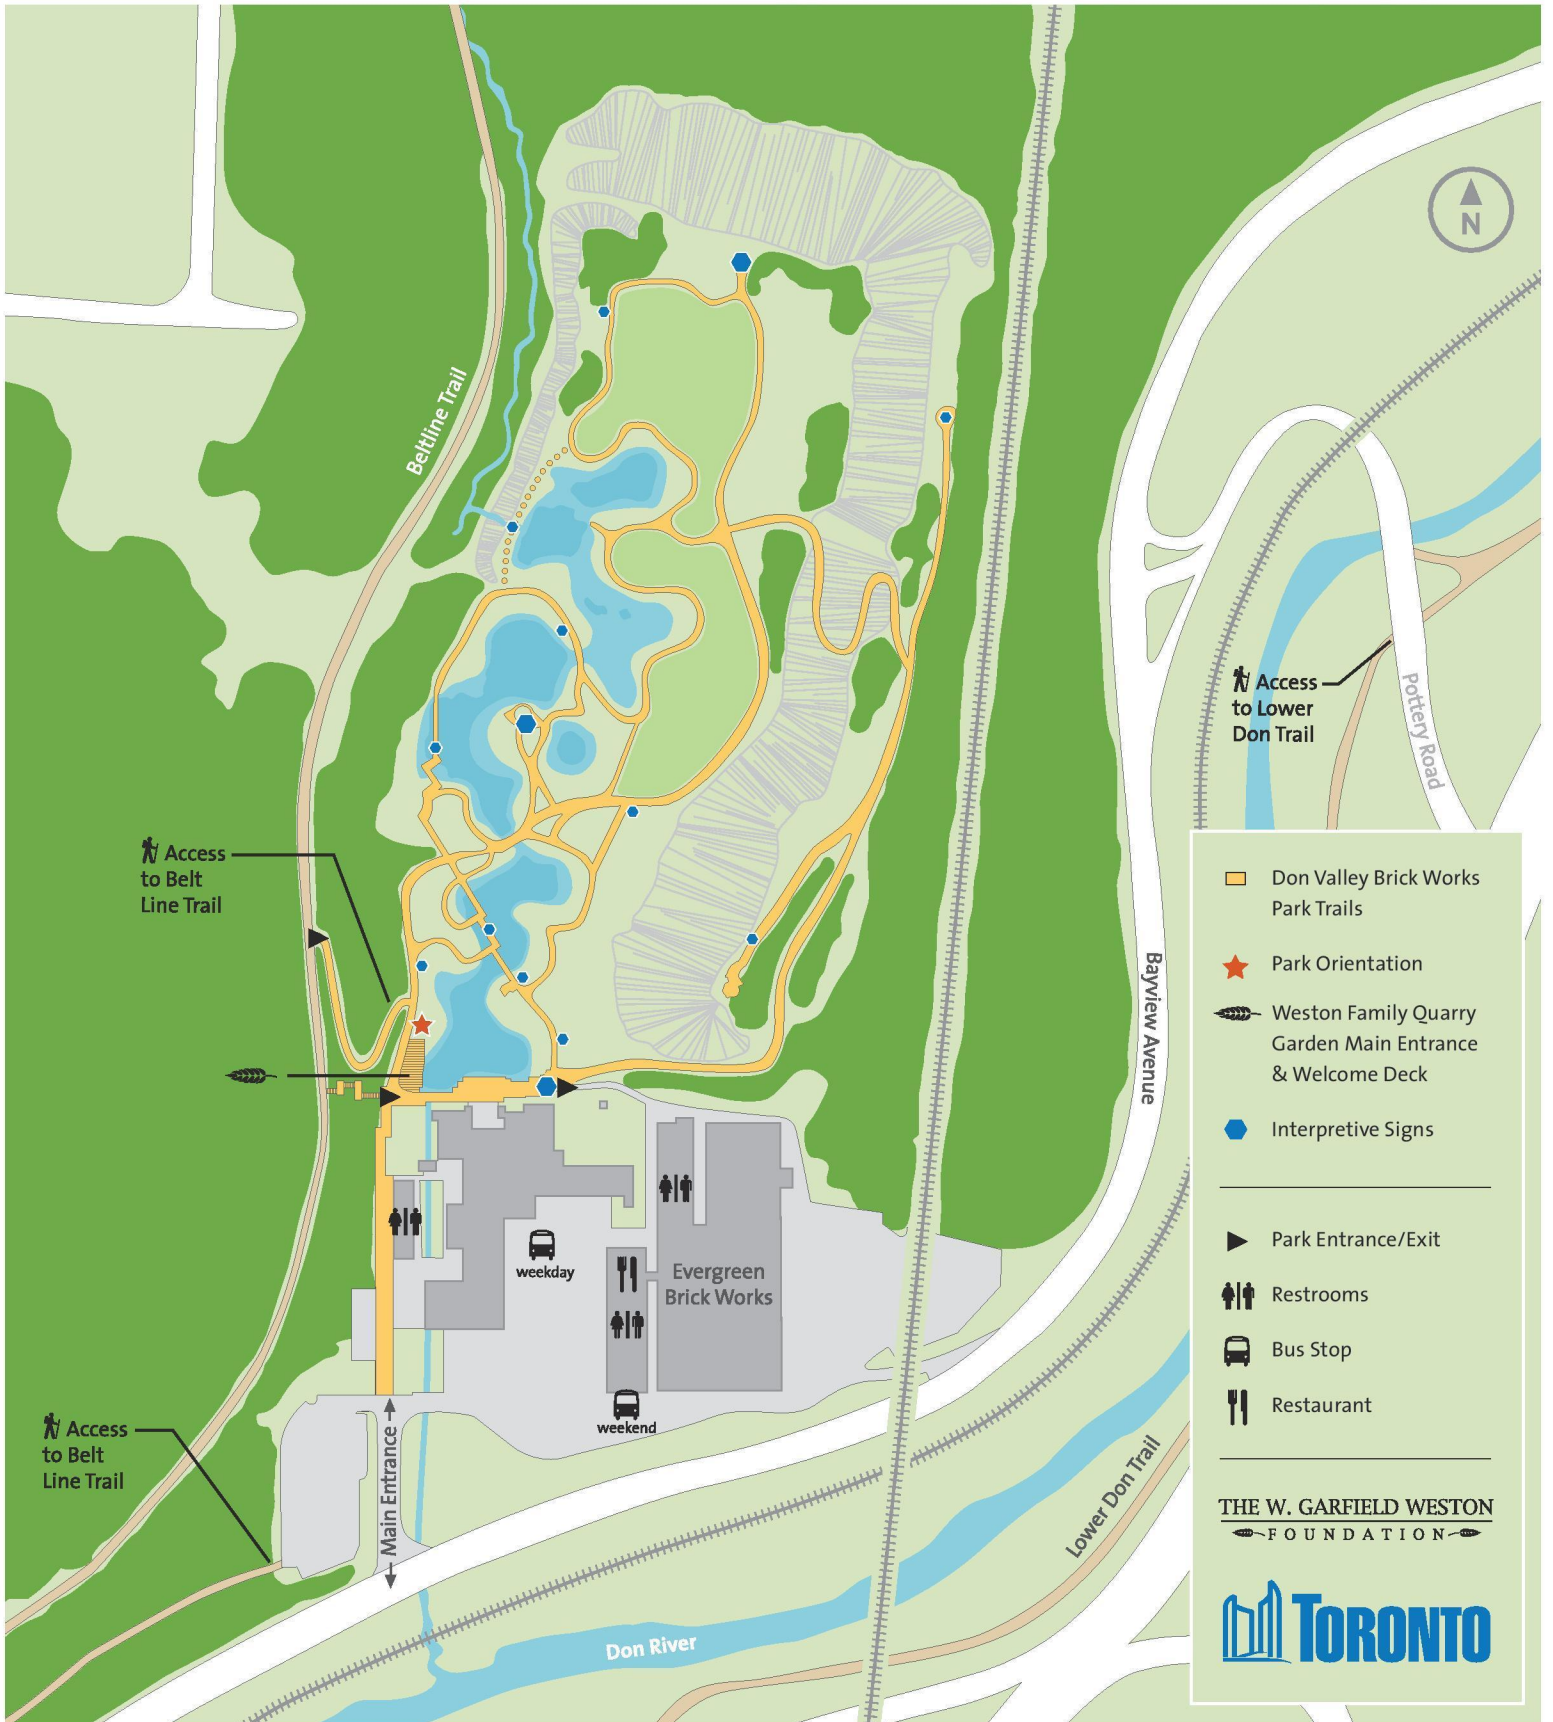 N
Beltline Trail
Access
to Lower
Don Trail
Pottery Road
Access
to Belt
Line Trail
Bayview Avenue
weekday
Evergreen
Brick Works
weekend
Access
to Belt
Line Trail
Main Entrance
Lower Don Trail
Don River
Don Valley Brick Works
Park Trails
Park Orientation
Weston Family Quarry
Garden Main Entrance
& Welcome Deck
Interpretive Signs
Park Entrance/Exit
Restrooms
Bus Stop
Restaurant
THE W. GARFIELD WESTON
FOUNDATION
TORONTO